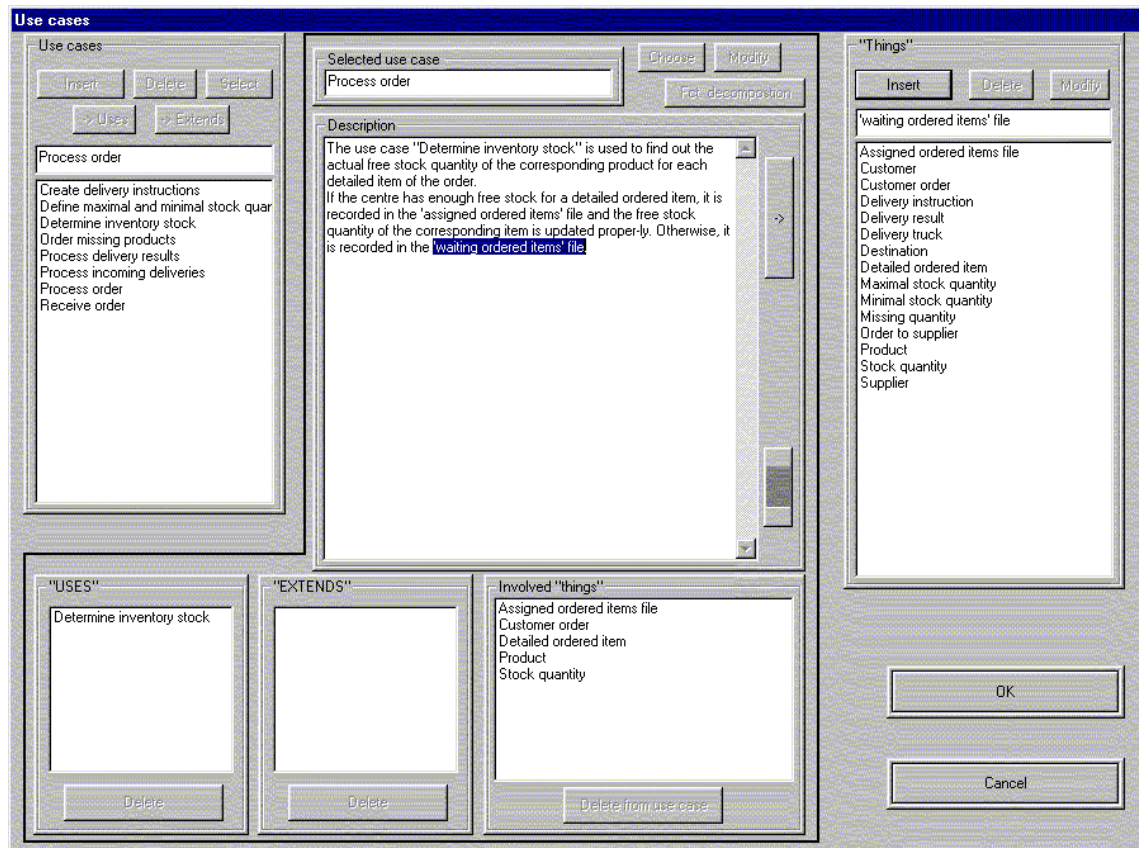 Use cases
Use cases
Insert Delete Select
-> Uses -> Extends
Process order
Create delivery instructions
Define maximal and minimal stock quar
Determine inventory stock
Order missing products
Process delivery results
Process incoming deliveries
Process order
Receive order
Selected use case
Process order
Choose Modify
Fct. decompostion
Description
The use case "Determine inventory stock" is used to find out the
actual free stock quantity of the corresponding product for each
detailed item of the order.
If the centre has enough free stock for a detailed ordered item, it is
recorded in the 'assigned ordered items' file and the free stock
quantity of the corresponding item is updated proper-ly. Otherwise, it
is recorded in the 'waiting ordered items' file.
->
"Things"
Insert Delete Modify
'waiting ordered items' file
Assigned ordered items file
Customer
Customer order
Delivery instruction
Delivery result
Delivery truck
Destination
Detailed ordered item
Maximal stock quantity
Minimal stock quantity
Missing quantity
Order to supplier
Product
Stock quantity
Supplier
"USES"
Determine inventory stock
Delete
"EXTENDS"
Delete
Involved "things"
Assigned ordered items file
Customer order
Detailed ordered item
Product
Stock quantity
Delete from use case
OK
Cancel